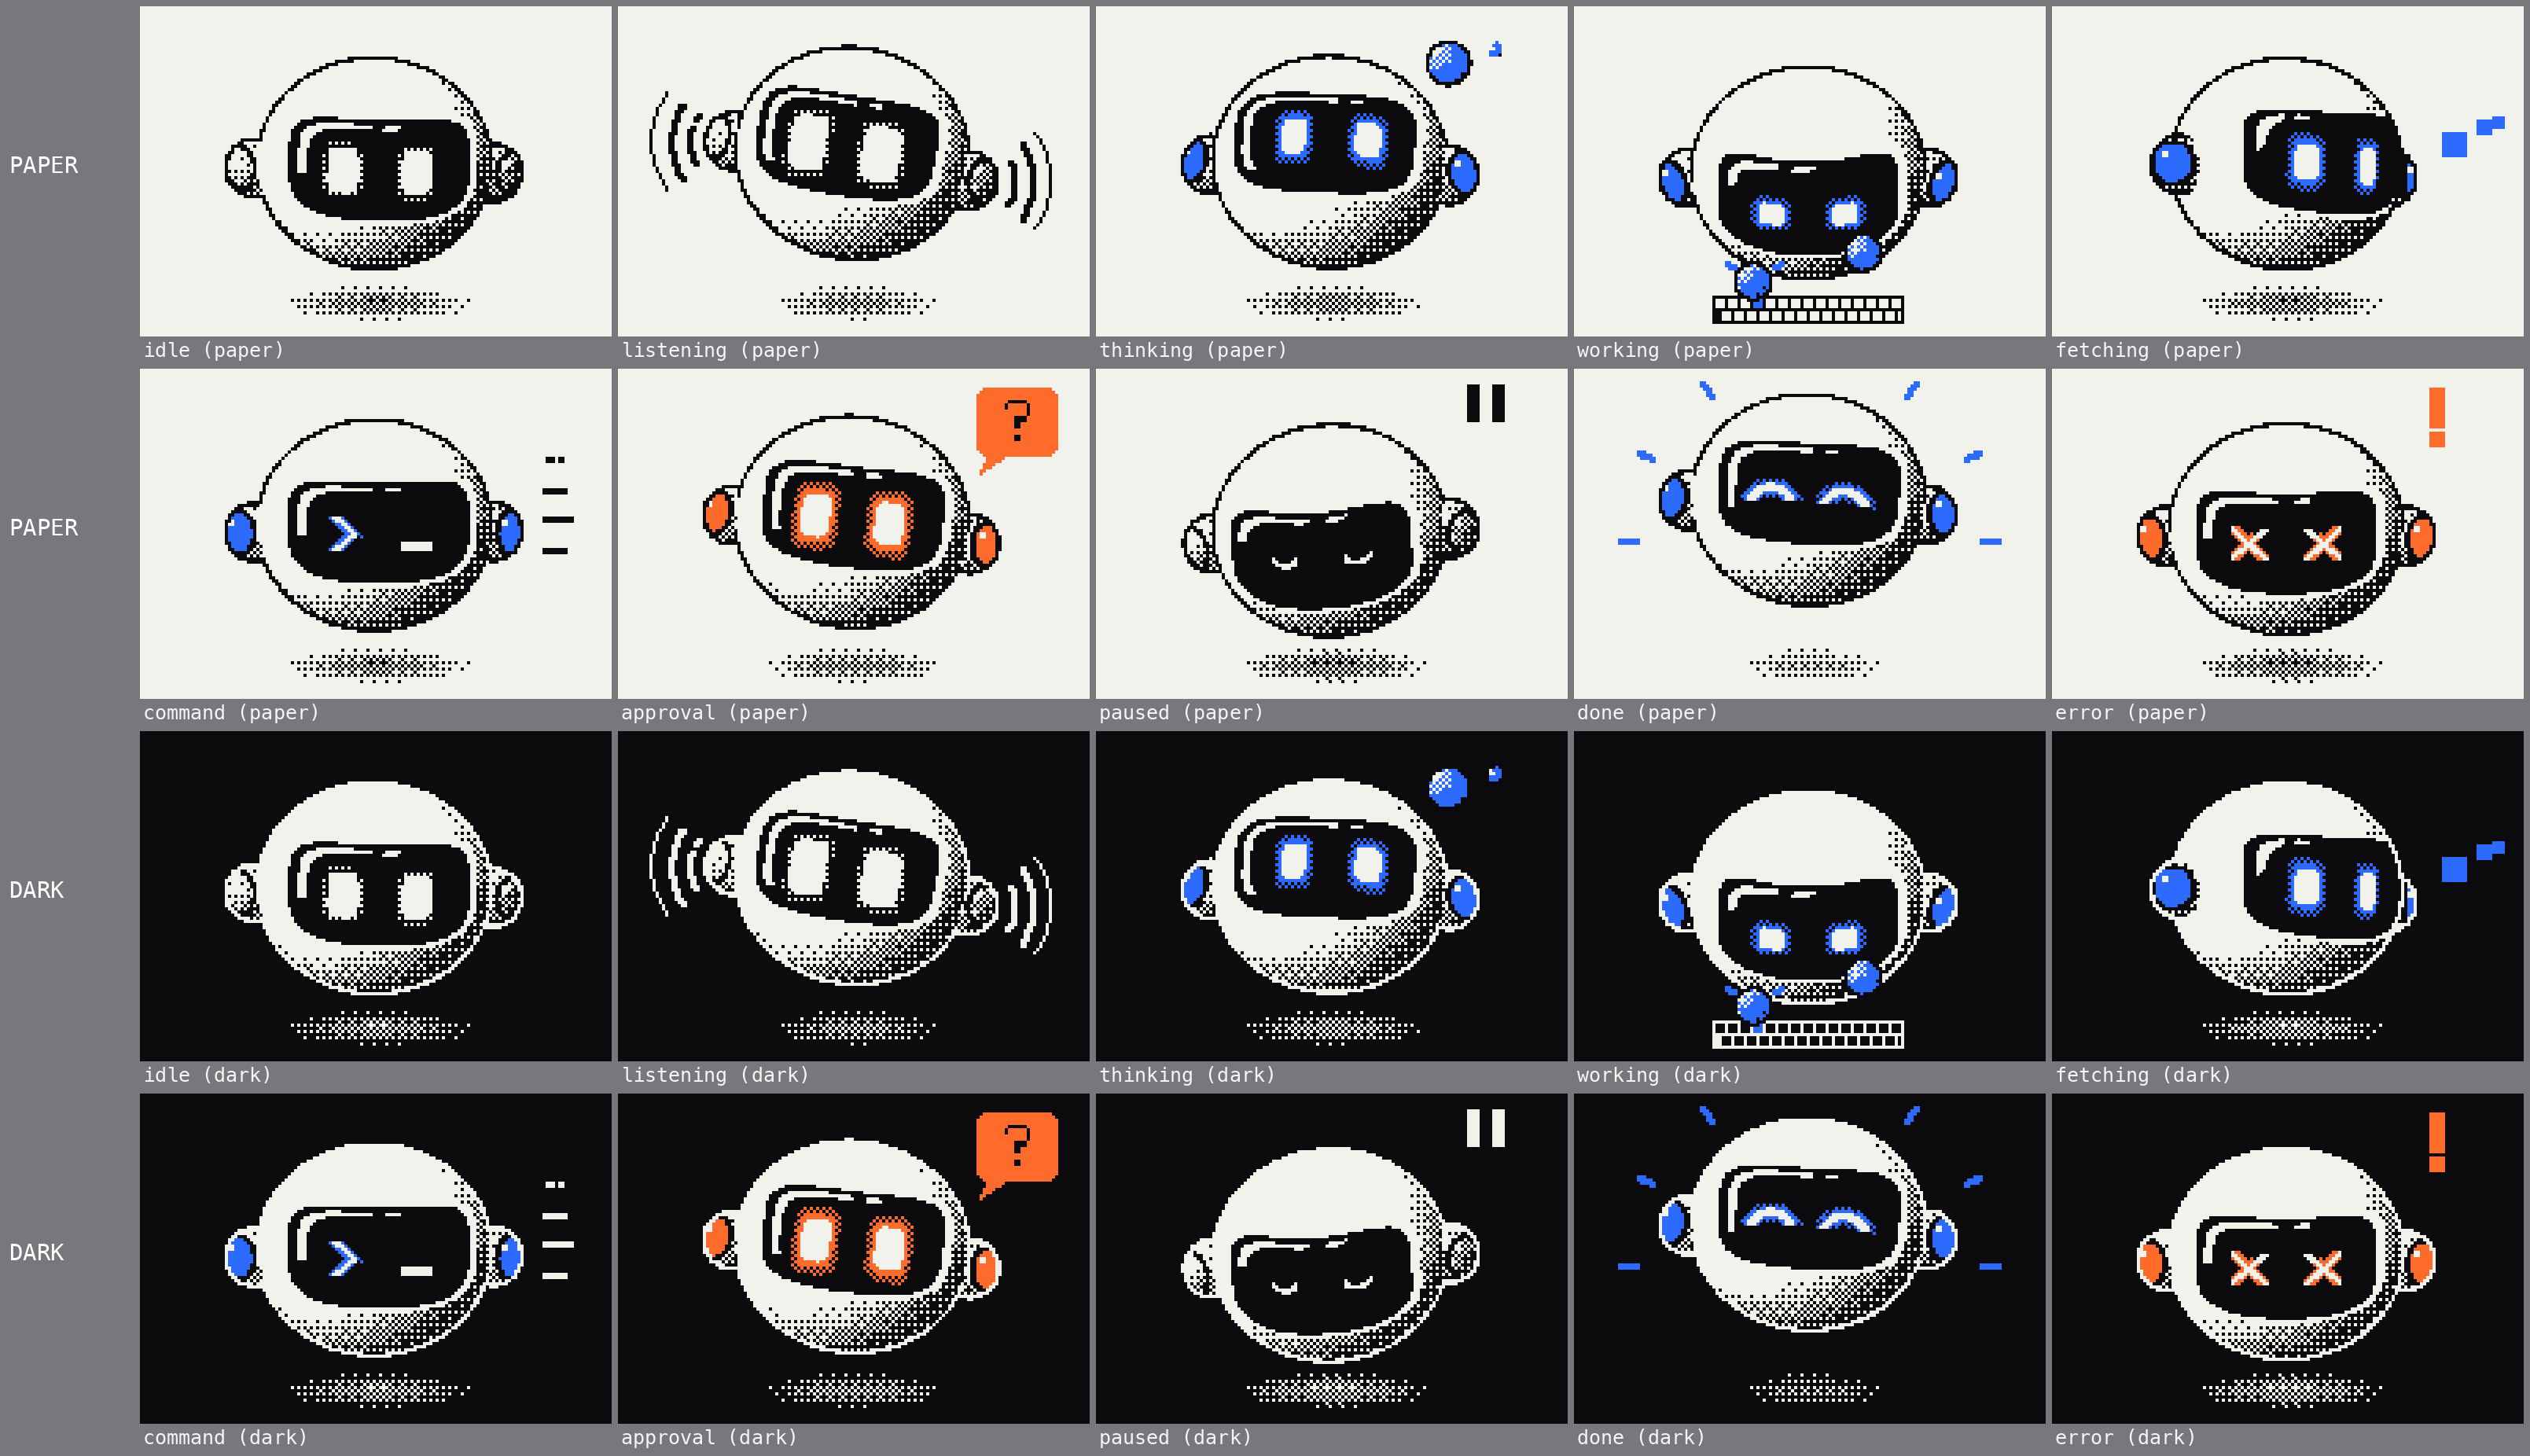 PAPER
idle (paper)
listening (paper)
thinking (paper)
working (paper)
fetching (paper)
?
!
PAPER
command (paper)
approval (paper)
paused (paper)
done (paper)
error (paper)
DARK
idle (dark)
listening (dark)
thinking (dark)
working (dark)
fetching (dark)
?
!
DARK
command (dark)
approval (dark)
paused (dark)
done (dark)
error (dark)